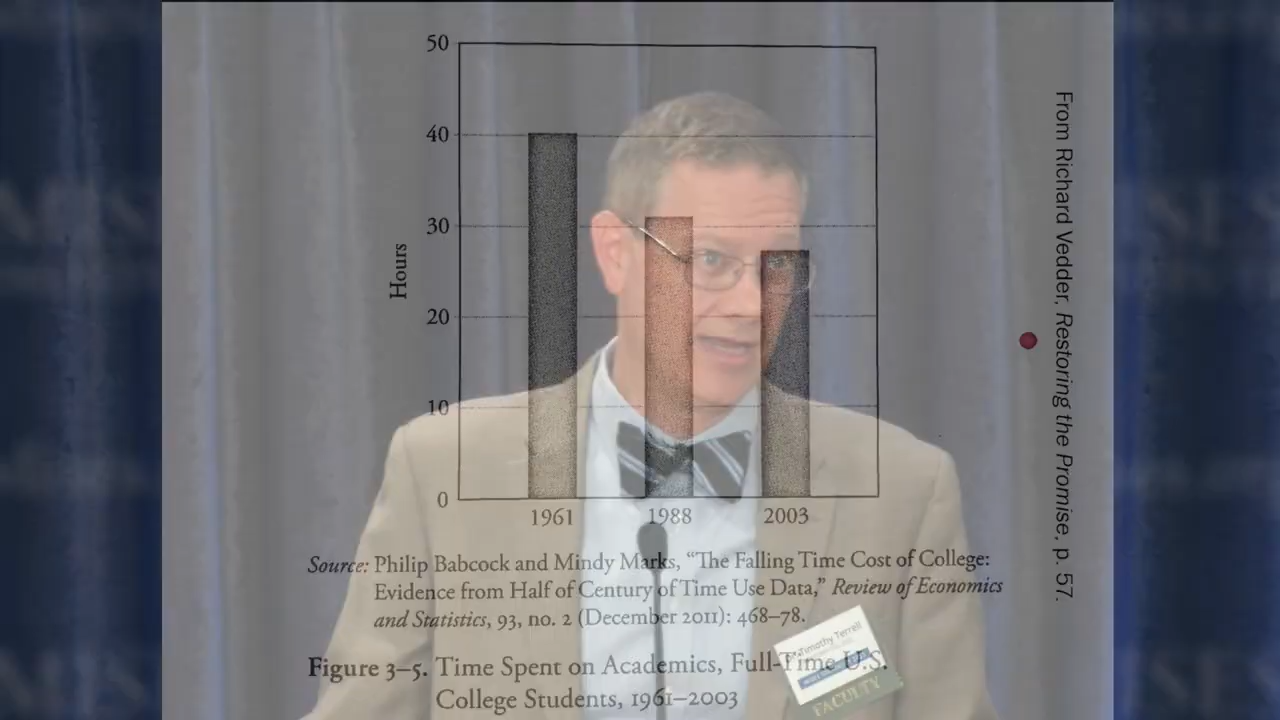 50
40
30
20
10
0
Hours
1961 1988 2003
Source: Philip Babcock and Mindy Marks, “The Falling Time Cost of College:
Evidence from Half of Century of Time Use Data,” Review of Economics
and Statistics, 93, no. 2 (December 2011): 468–78.
Figure 3–5. Time Spent on Academics, Full-Time U.S.
College Students, 1961–2003
From Richard Vedder, Restoring the Promise, p. 57.
Timothy Terrell
FACULTY